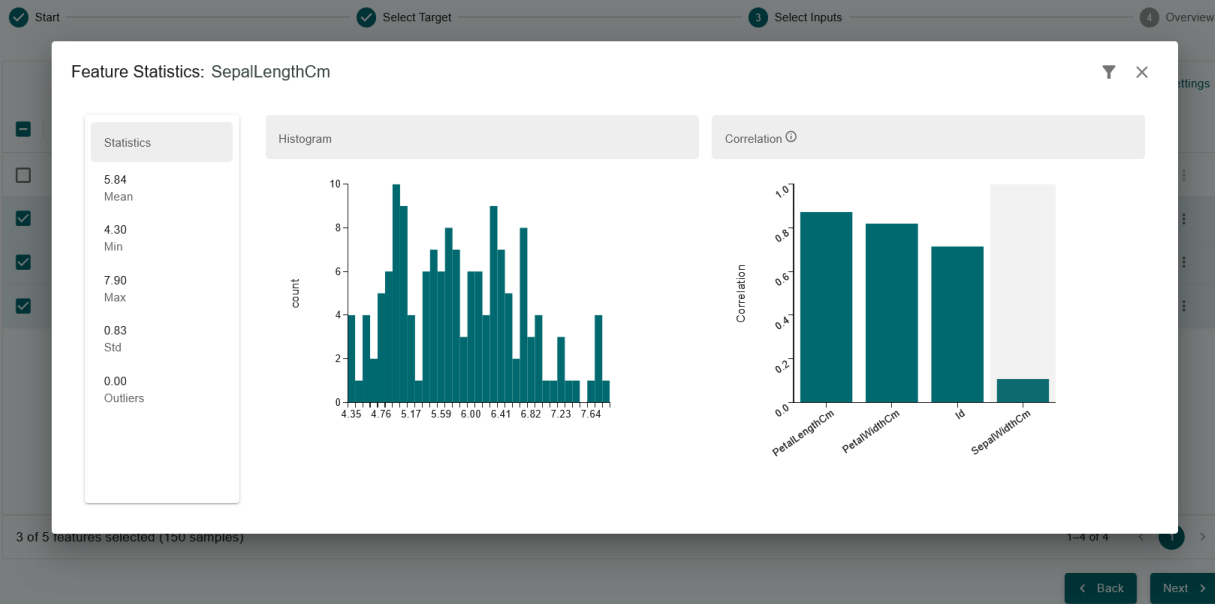 Start
Select Target
3 Select Inputs
4 Overview
Feature Statistics: SepalLengthCm
ettings
Statistics
5.84
Mean
4.30
Min
7.90
Max
0.83
Std
0.00
Outliers
Histogram
10
8
6
4
2
0
count
4.35 4.76 5.17 5.59 6.00 6.41 6.82 7.23 7.64
Correlation
1.0
0.8
0.6
0.4
0.2
0.0
Correlation
PetalLengthCm
PetalWidthCm
Id
SepalWidthCm
3 of 5 features selected (150 samples)
1–4 of 4
1
Back
Next